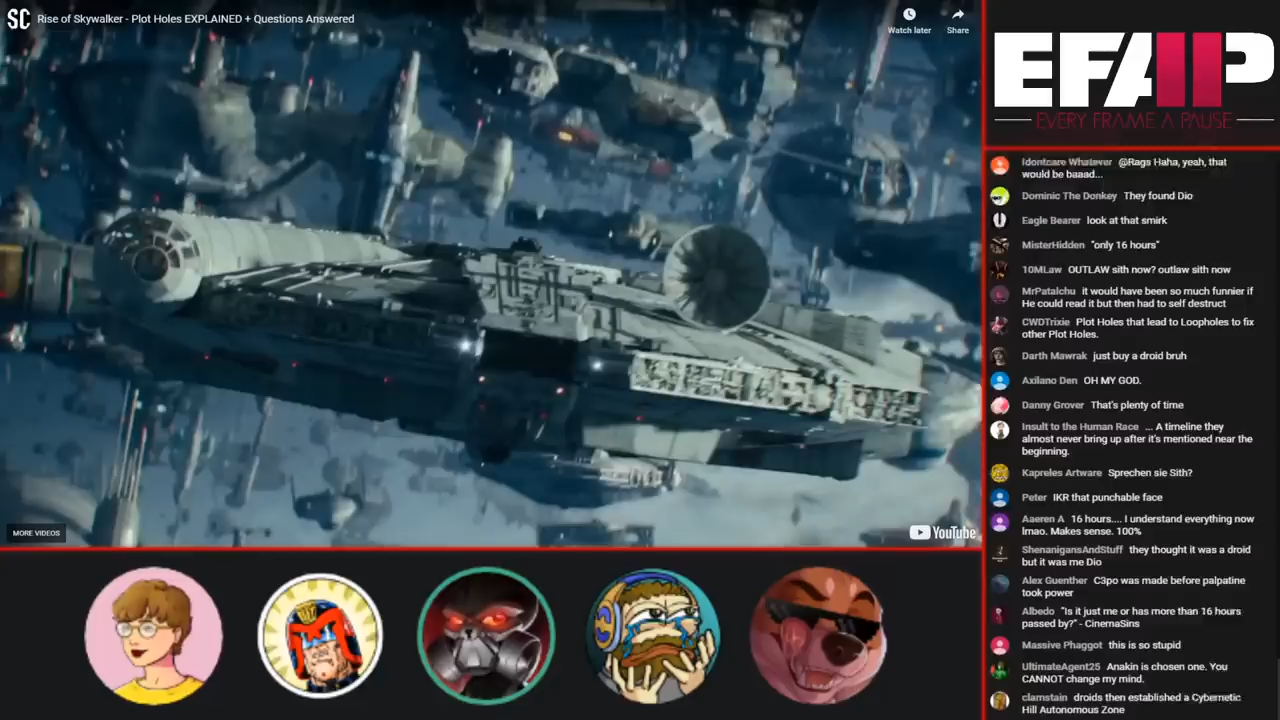 SC Rise of Skywalker - Plot Holes EXPLAINED + Questions Answered
Watch later
Share
MORE VIDEOS
YouTube
EFAP
EVERY FRAME A PAUSE
Idontcare Whatever @Rags Haha, yeah, that
would be baaad...
Dominic The Donkey They found Dio
Eagle Bearer look at that smirk
MisterHidden "only 16 hours"
10MLaw OUTLAW sith now? outlaw sith now
MrPatalchu it would have been so much funnier if
He could read it but then had to self destruct
CWDTrixie Plot Holes that lead to Loopholes to fix
other Plot Holes.
Darth Mawrak just buy a droid bruh
Axilano Den OH MY GOD.
Danny Grover That's plenty of time
Insult to the Human Race ... A timeline they
almost never bring up after it's mentioned near the
beginning.
Kapreles Artware Sprechen sie Sith?
Peter IKR that punchable face
Aaeren A 16 hours.... I understand everything now
lmao. Makes sense. 100%
ShenanigansAndStuff they thought it was a droid
but it was me Dio
Alex Guenther C3po was made before palpatine
took power
Albedo "Is it just me or has more than 16 hours
passed by?" - CinemaSins
Massive Phaggot this is so stupid
UltimateAgent25 Anakin is chosen one. You
CANNOT change my mind.
clamstain droids then established a Cybernetic
Hill Autonomous Zone